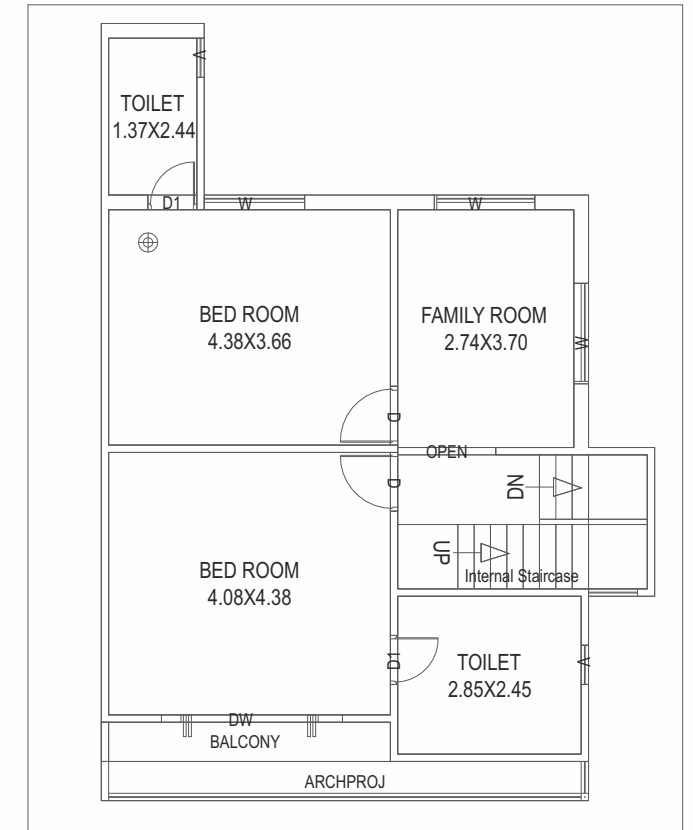 V
TOILET
1.37X2.44
D1
W
W
BED ROOM
4.38X3.66
FAMILY ROOM
2.74X3.70
W
D
OPEN
D
DN
UP
Internal Staircase
BED ROOM
4.08X4.38
D1
TOILET
2.85X2.45
V
DW
BALCONY
ARCHPROJ